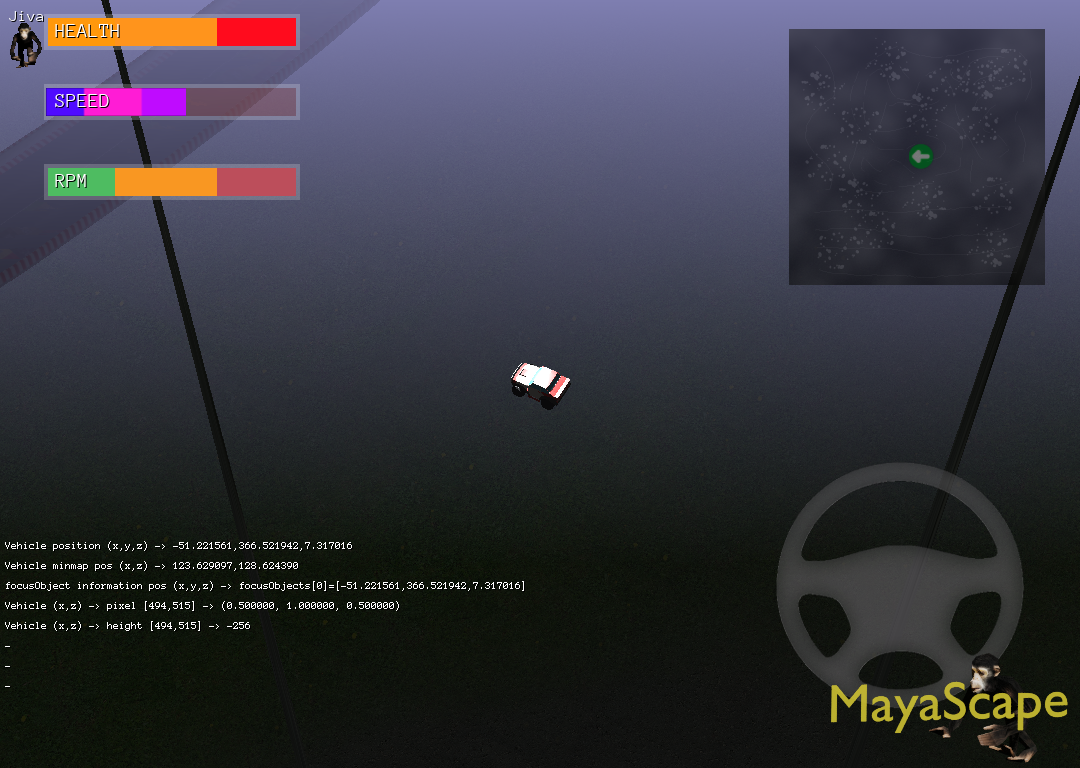 Jiva
HEALTH
SPEED
RPM
Vehicle position (x,y,z) -> -51.221561,366.521942,7.317016
Vehicle minmap pos (x,z) -> 123.629097,128.624390
focusObject information pos (x,y,z) -> focusObjects[0]=[-51.221561,366.521942,7.317016]
Vehicle (x,z) -> pixel [494,515] -> (0.500000, 1.000000, 0.500000)
Vehicle (x,z) -> height [494,515] -> -256
-
-
-
MayaScape